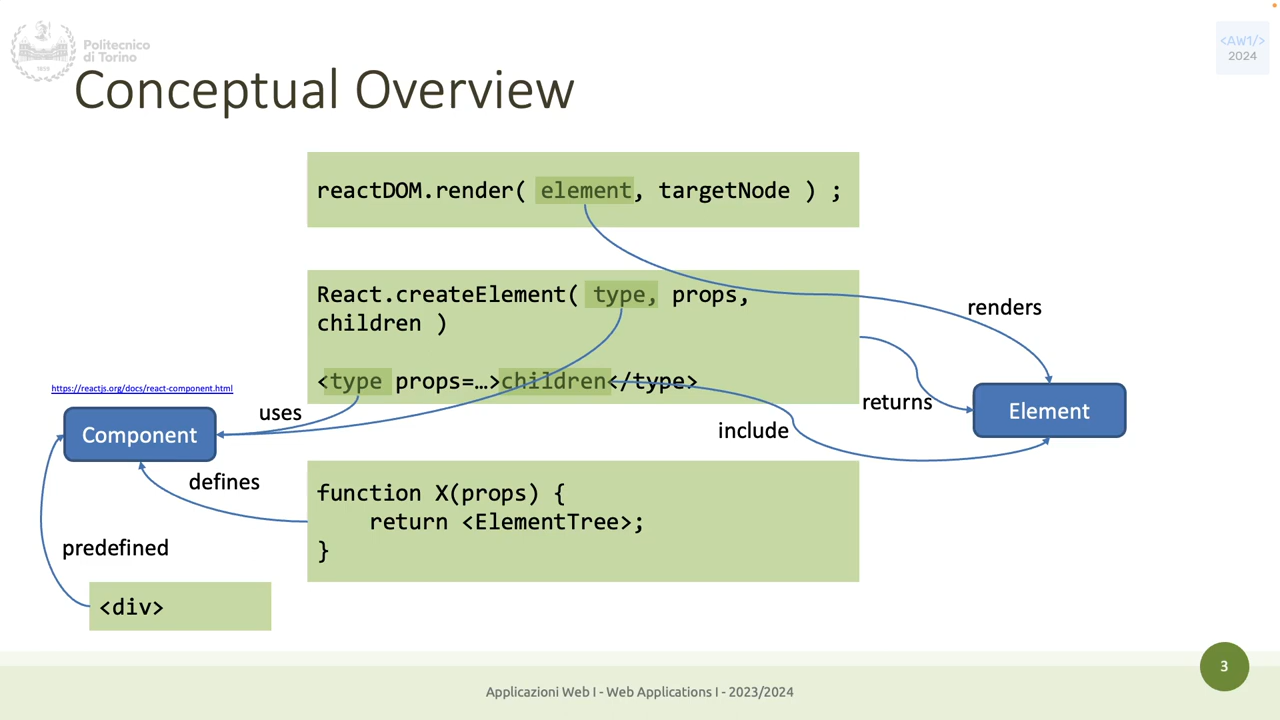 Politecnico
di Torino
1859
<AW1/>
2024
Conceptual Overview
reactDOM.render( element, targetNode ) ;
React.createElement( type, props,
children )
<type props=…>children</type>
renders
https://reactjs.org/docs/react-component.html
uses
returns
Element
Component
include
defines
function X(props) {
return <ElementTree>;
}
predefined
<div>
3
Applicazioni Web I - Web Applications I - 2023/2024